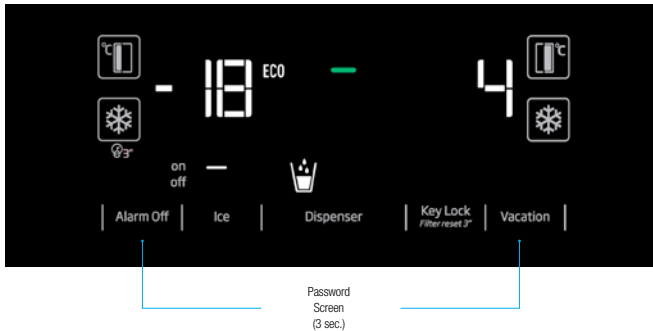 °C
-18 ECO
4
°C
3"
on
off
Alarm Off
Ice
Dispenser
Key Lock
Filter reset 3"
Vacation
Password
Screen
(3 sec.)